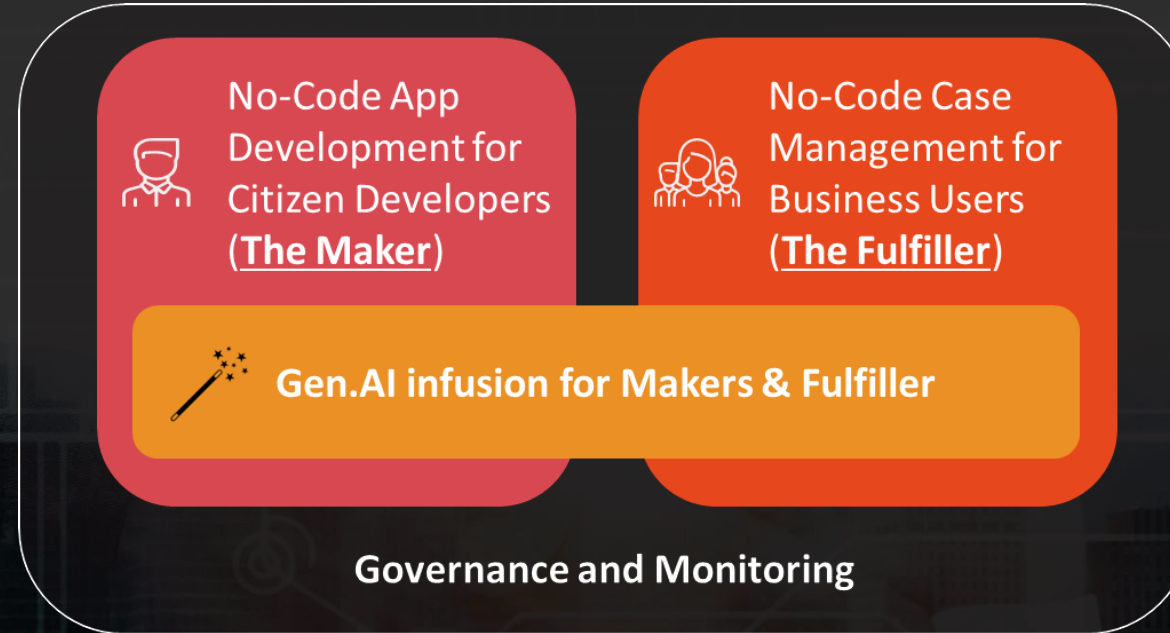 No-Code App
Development for
Citizen Developers
(The Maker)
No-Code Case
Management for
Business Users
(The Fulfiller)
Gen.AI infusion for Makers & Fulfiller
Governance and Monitoring